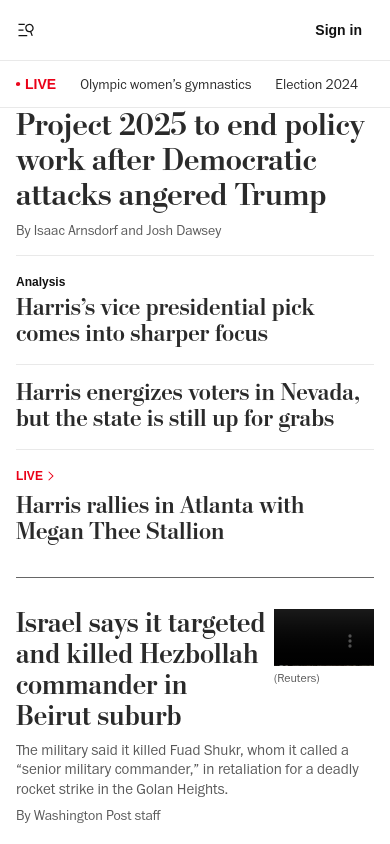 Sign in
• LIVE Olympic women’s gymnastics Election 2024
Project 2025 to end policy
work after Democratic
attacks angered Trump
By Isaac Arnsdorf and Josh Dawsey
Analysis
Harris’s vice presidential pick
comes into sharper focus
Harris energizes voters in Nevada,
but the state is still up for grabs
LIVE >
Harris rallies in Atlanta with
Megan Thee Stallion
Israel says it targeted
and killed Hezbollah
commander in
Beirut suburb
(Reuters)
The military said it killed Fuad Shukr, whom it called a
“senior military commander,” in retaliation for a deadly
rocket strike in the Golan Heights.
By Washington Post staff